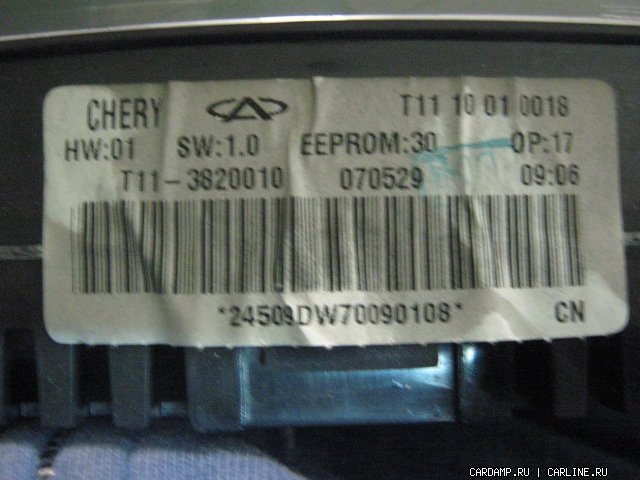 CHERY T11 10 01 0018
HW:01 SW:1.0 EEPROM:30 OP:17
T11-3820010 070529 09:06
*24509DW70090108* CN
CARDAMP.RU | CARLINE.RU